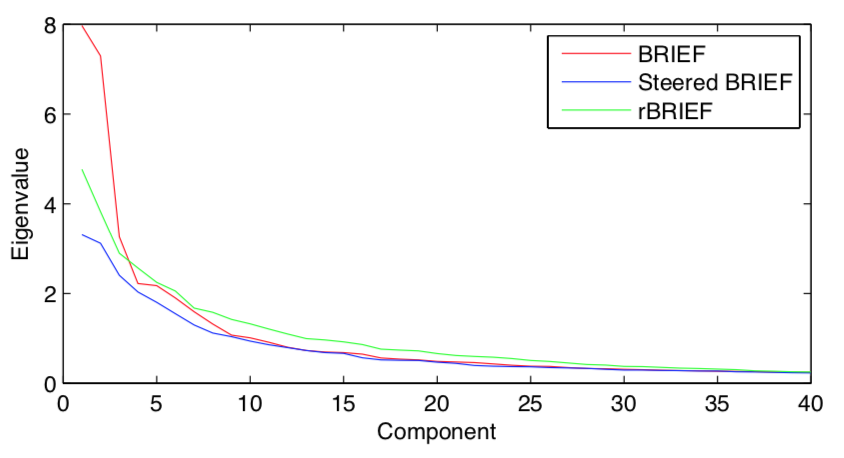 8
6
4
2
0
Eigenvalue
BRIEF
Steered BRIEF
rBRIEF
0 5 10 15 20 25 30 35 40
Component